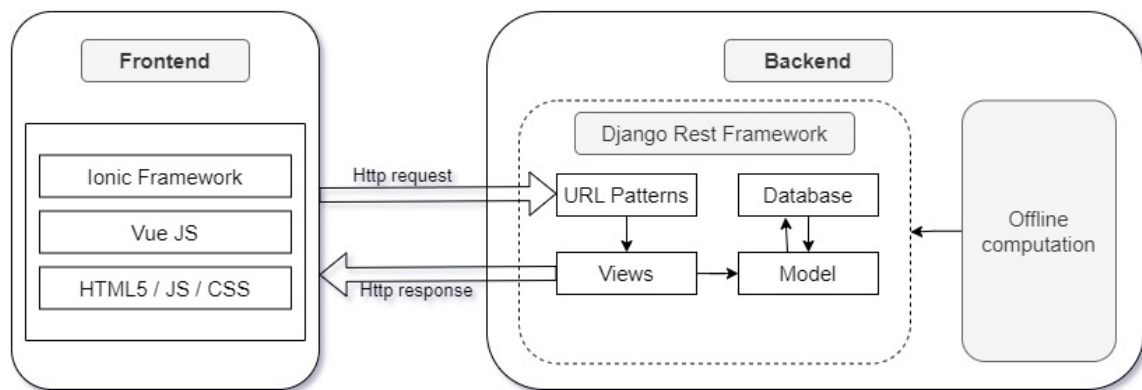 Frontend
Ionic Framework
Vue JS
HTML5 / JS / CSS
Http request
Http response
Backend
Django Rest Framework
URL Patterns
Database
Views
Model
Offline
computation